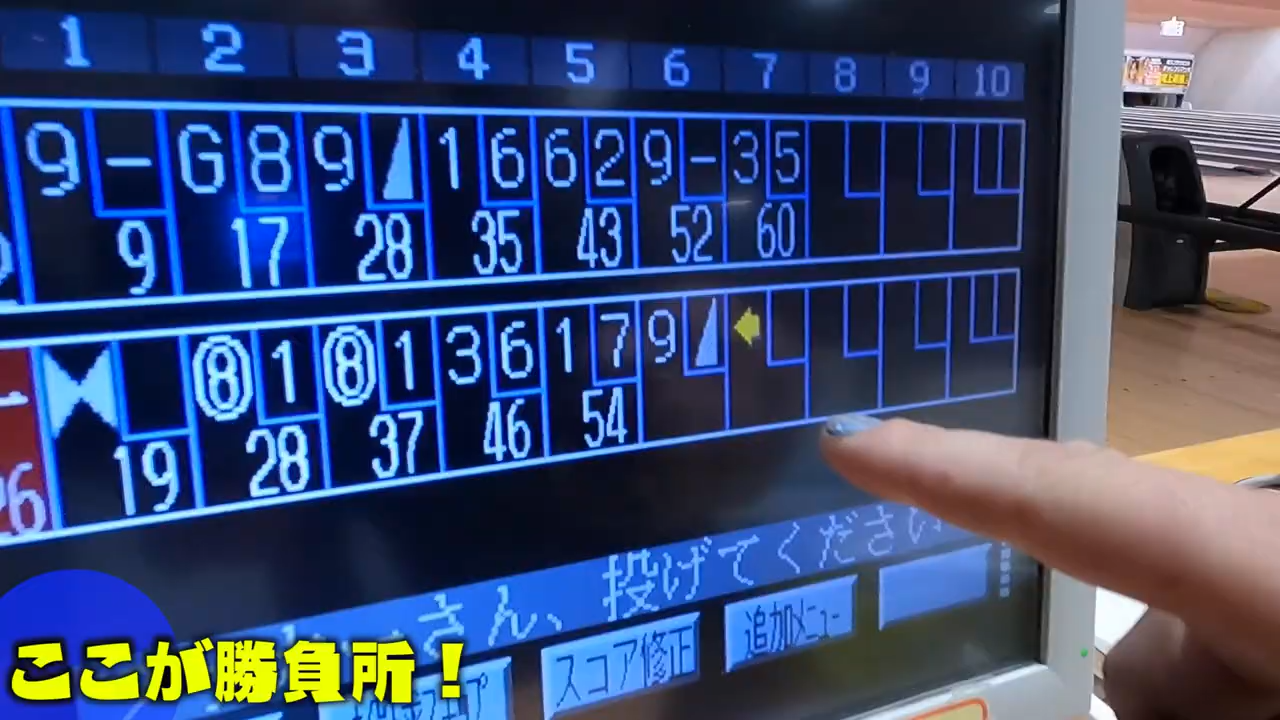 1 2 3 4 5 6 7 8 9 10
9 - G 8 9 1 6 6 2 9 - 3 5
9 17 28 35 43 52 60
⑧ 1 ⑧ 1 3 6 1 7 9
19 28 37 46 54
さん、投げてください
スコア修正 追加メニュー
ここが勝負所!